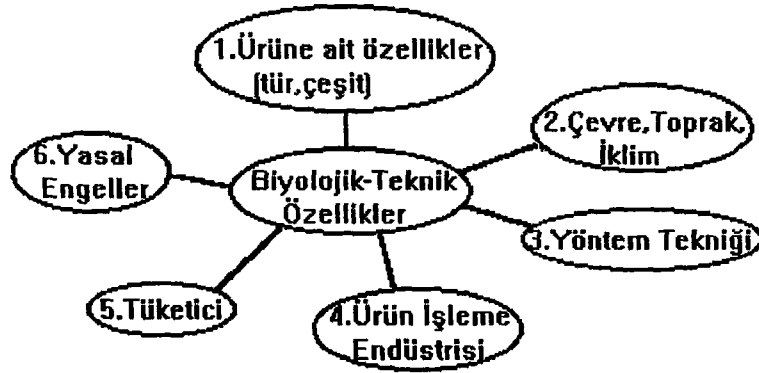 1.Ürüne ait özellikler
(tür,çeşit)
2.Çevre,Toprak,
İklim
6.Yasal
Engeller
Biyolojik-Teknik
Özellikler
3.Yöntem Tekniği
5.Tüketici
4.Ürün İşleme
Endüstrisi